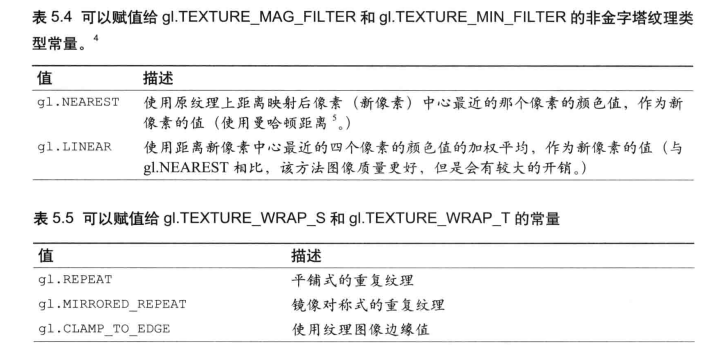 表 5.4 可以赋值给 gl.TEXTURE_MAG_FILTER 和 gl.TEXTURE_MIN_FILTER 的非金字塔纹理类
型常量。4
值 描述
gl.NEAREST 使用原纹理上距离映射后像素（新像素）中心最近的那个像素的颜色值，作为新
像素的值（使用曼哈顿距离5。）
gl.LINEAR 使用距离新像素中心最近的四个像素的颜色值的加权平均，作为新像素的值（与
gl.NEAREST 相比，该方法图像质量更好，但是会有较大的开销。）
表 5.5 可以赋值给 gl.TEXTURE_WRAP_S 和 gl.TEXTURE_WRAP_T 的常量
值 描述
gl.REPEAT 平铺式的重复纹理
gl.MIRRORED_REPEAT 镜像对称式的重复纹理
gl.CLAMP_TO_EDGE 使用纹理图像边缘值